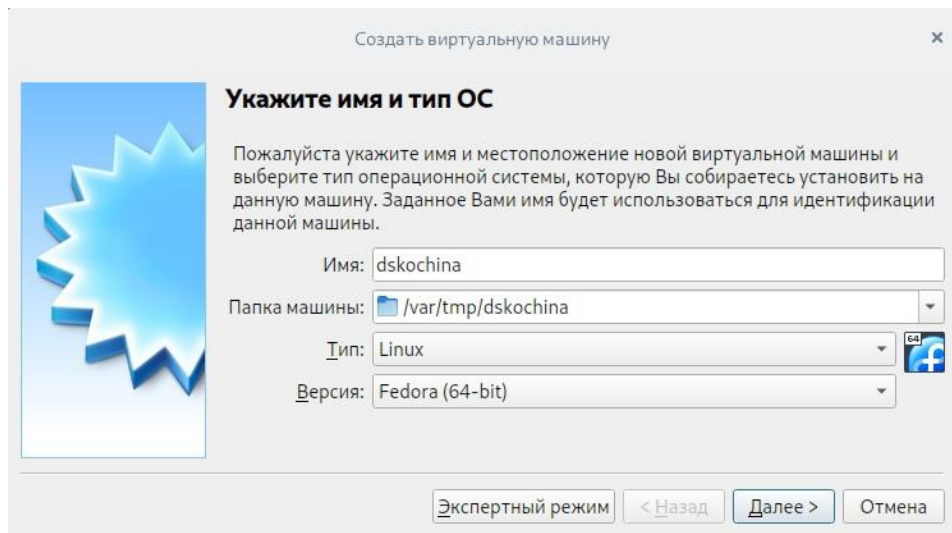 Создать виртуальную машину
Укажите имя и тип ОС
Пожалуйста укажите имя и местоположение новой виртуальной машины и
выберите тип операционной системы, которую Вы собираетесь установить на
данную машину. Заданное Вами имя будет использоваться для идентификации
данной машины.
Имя: dskochina
Папка машины: /var/tmp/dskochina
Тип: Linux
64
Версия: Fedora (64-bit)
Экспертный режим < Назад Далее > Отмена